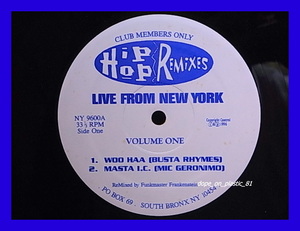 CLUB MEMBERS ONLY
Hip Hop REMIXES
LIVE FROM NEW YORK
NY 9600A
33 1/3 RPM
Side One
VOLUME ONE
1. WOO HAA (BUSTA RHYMES)
2. MASTA I.C. (MIC GERONIMO)
ReMixed by Funkmaster Frankenstein
PO BOX 69 SOUTH BRONX NY 10454